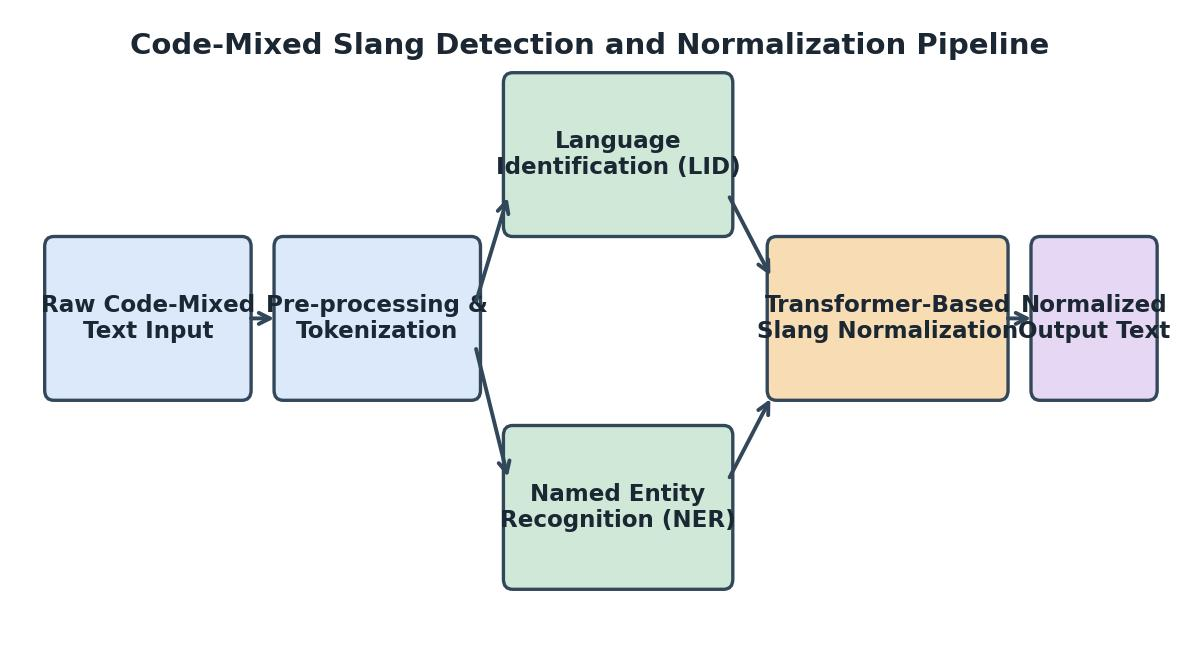 Code-Mixed Slang Detection and Normalization Pipeline
Language
Identification (LID)
Raw Code-Mixed
Text Input
Pre-processing &
Tokenization
Transformer-Based
Slang Normalization
Normalized
Output Text
Named Entity
Recognition (NER)